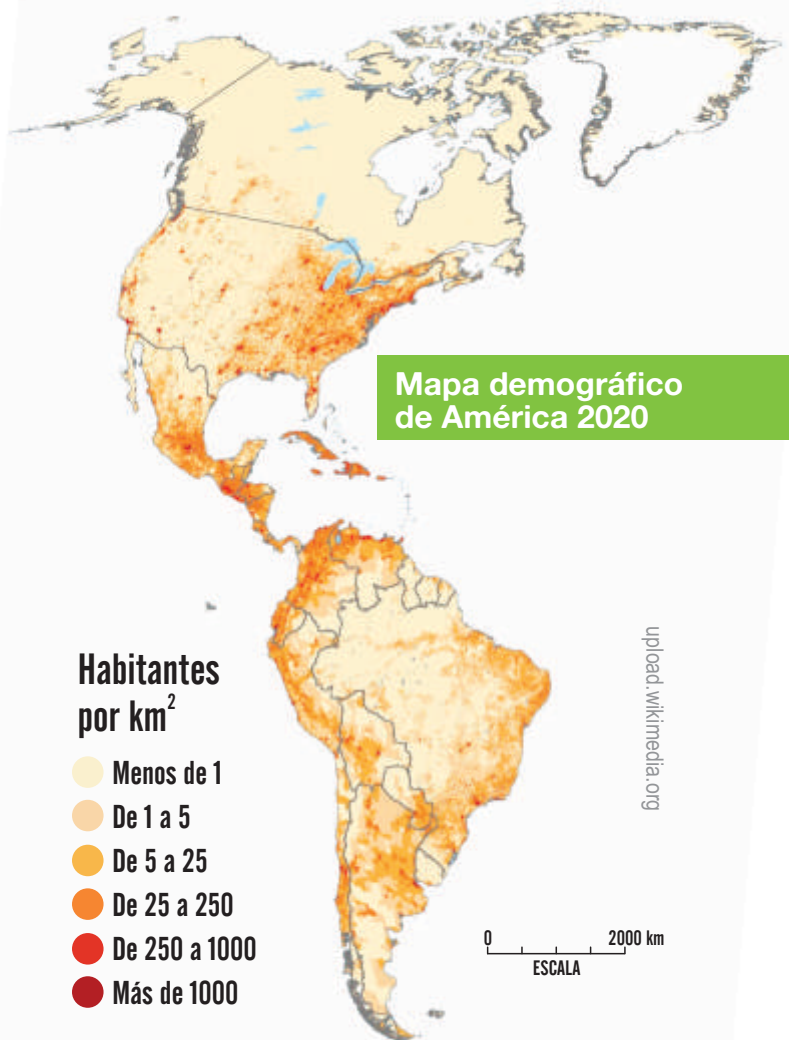 Mapa demográfico
de América 2020
Habitantes
por km²
Menos de 1
De 1 a 5
De 5 a 25
De 25 a 250
De 250 a 1000
Más de 1000
0 2000 km
ESCALA
upload.wikimedia.org